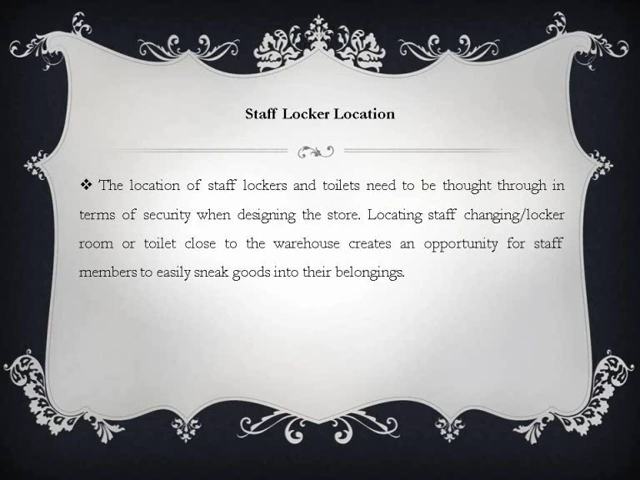 Staff Locker Location
❖ The location of staff lockers and toilets need to be thought through in
terms of security when designing the store. Locating staff changing/locker
room or toilet close to the warehouse creates an opportunity for staff
members to easily sneak goods into their belongings.